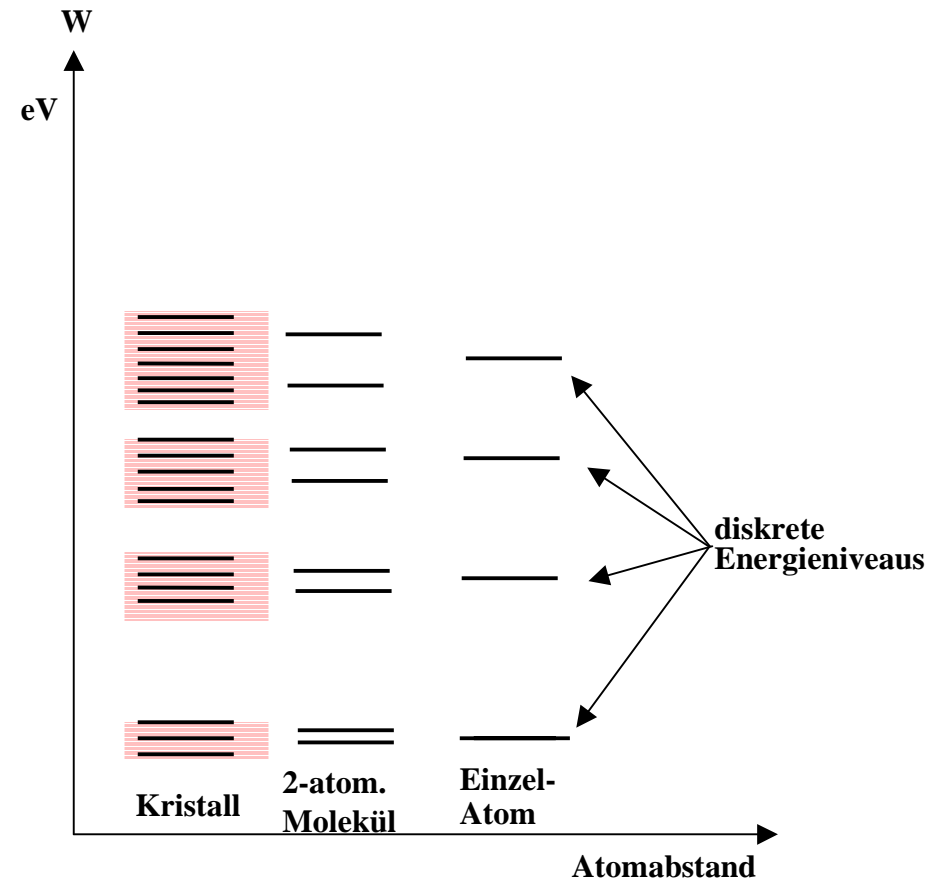 W
eV
diskrete
Energieniveaus
Kristall
2-atom.
Molekül
Einzel-
Atom
Atomabstand